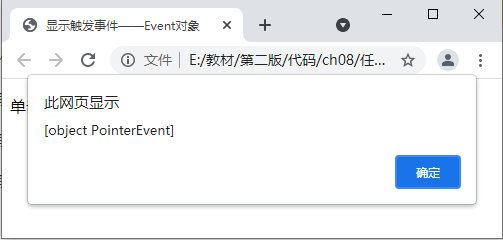 显示触发事件——Event对象
文件
E:/教材/第二版/代码/ch08/任...
单
此网页显示
[object PointerEvent]
确定